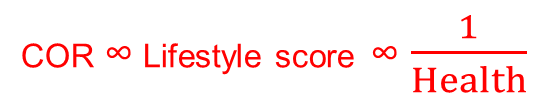 COR ∞ Lifestyle score ∞ 1/Health